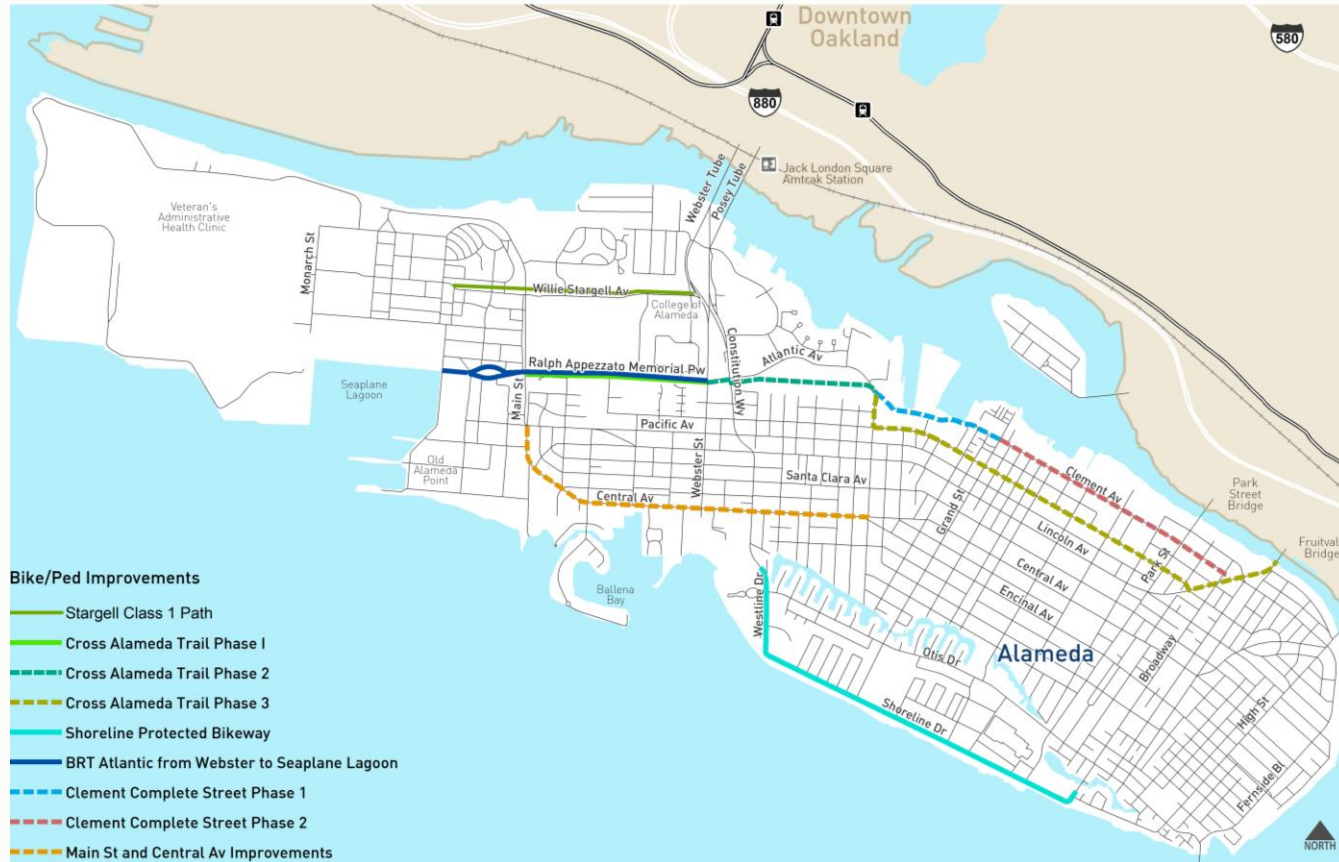 Downtown
Oakland
580
880
Jack London Square
Amtrak Station
Webster Tube
Posey Tube
Veteran's
Administrative
Health Clinic
Monarch St
Willie Stargell Av
College of
Alameda
Constitution Wy
Atlantic Av
Ralph Appezzato Memorial Pw
Seaplane
Lagoon
Main St
Pacific Av
Webster St
Santa Clara Av
Old
Alameda
Point
Central Av
Grand St
Clement Av
Park
Street
Bridge
Fruitval
Bridge
Lincoln Av
Park St
Central Av
Encinal Av
Ballena
Bay
Westline Dr
Otis Dr
Alameda
Broadway
High St
Shoreline Dr
Fernside Bl
NORTH
Bike/Ped Improvements
Stargell Class 1 Path
Cross Alameda Trail Phase I
Cross Alameda Trail Phase 2
Cross Alameda Trail Phase 3
Shoreline Protected Bikeway
BRT Atlantic from Webster to Seaplane Lagoon
Clement Complete Street Phase 1
Clement Complete Street Phase 2
Main St and Central Av Improvements